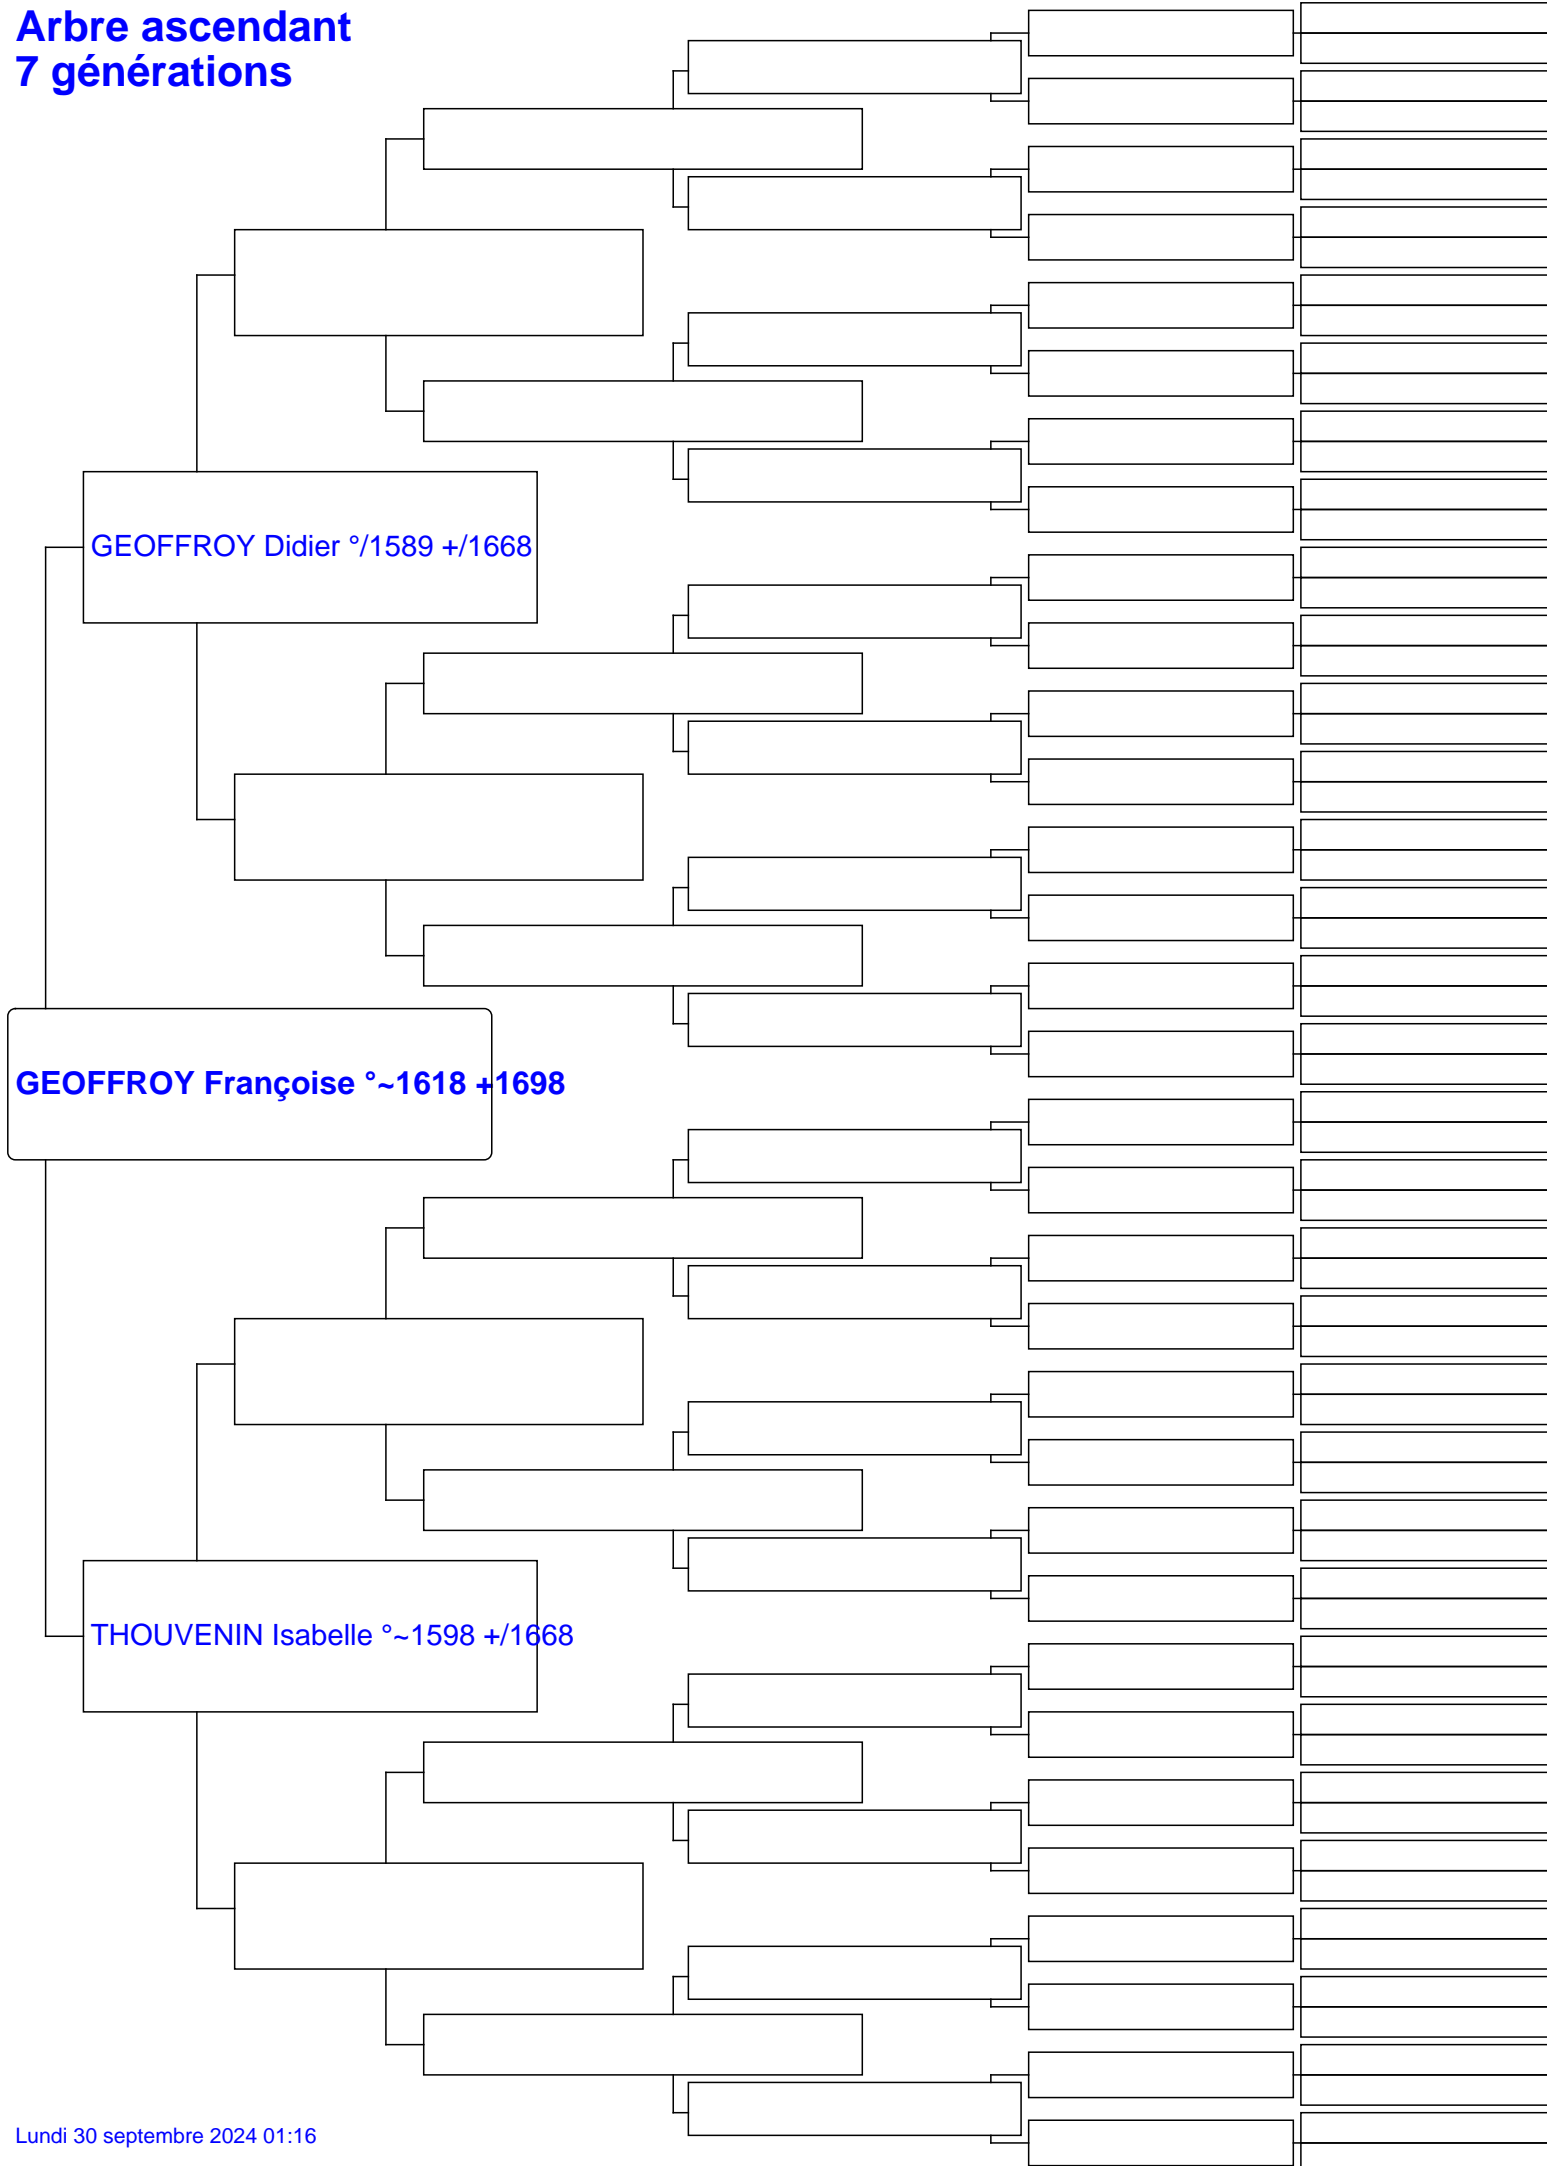 Arbre ascendant
7 générations
GEOFFROY Didier °/1589 +/1668
GEOFFROY Françoise °~1618 +1698
THOUVENIN Isabelle °~1598 +/1668
Lundi 30 septembre 2024 01:16